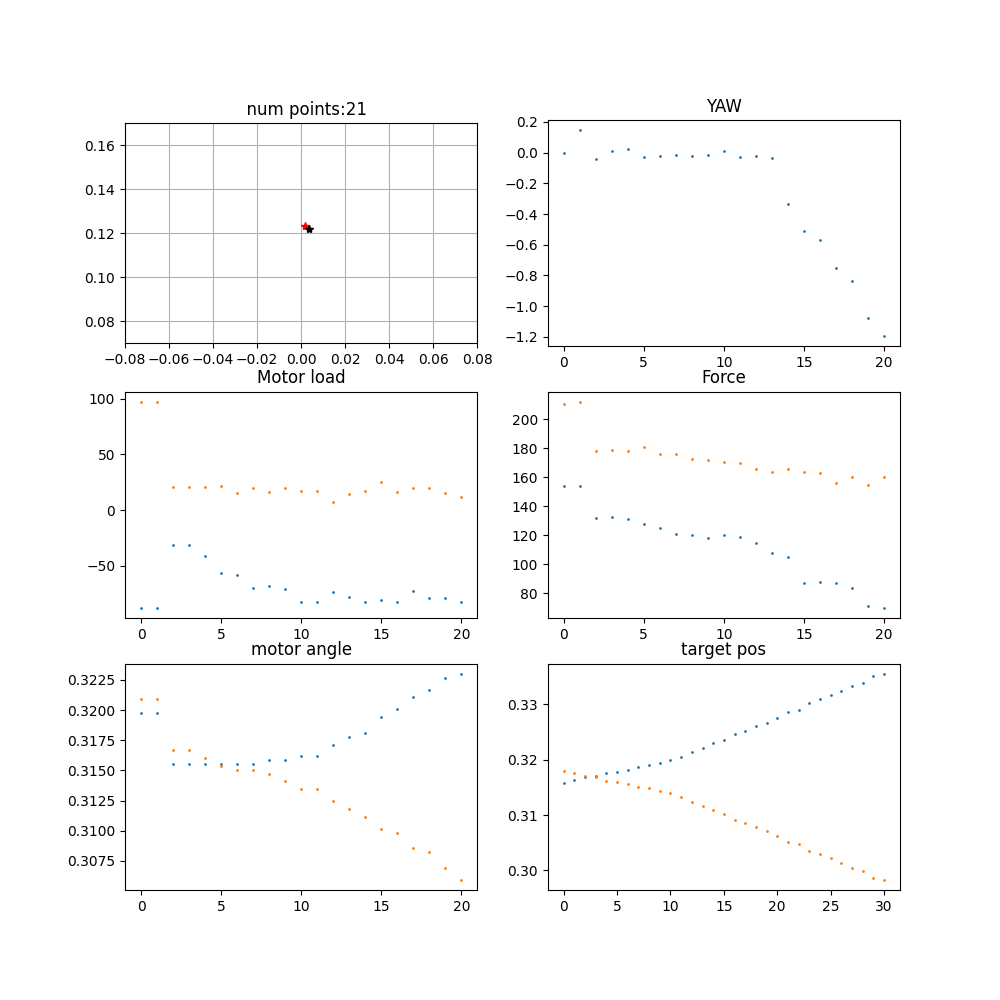 num points:21
0.16
0.14
0.12
0.10
0.08
−0.08 −0.06 −0.04 −0.02 0.00 0.02 0.04 0.06 0.08
YAW
0.2
0.0
−0.2
−0.4
−0.6
−0.8
−1.0
−1.2
0 5 10 15 20
Motor load
100
50
0
−50
0 5 10 15 20
Force
200
180
160
140
120
100
80
0 5 10 15 20
motor angle
0.3225
0.3200
0.3175
0.3150
0.3125
0.3100
0.3075
0 5 10 15 20
target pos
0.33
0.32
0.31
0.30
0 5 10 15 20 25 30